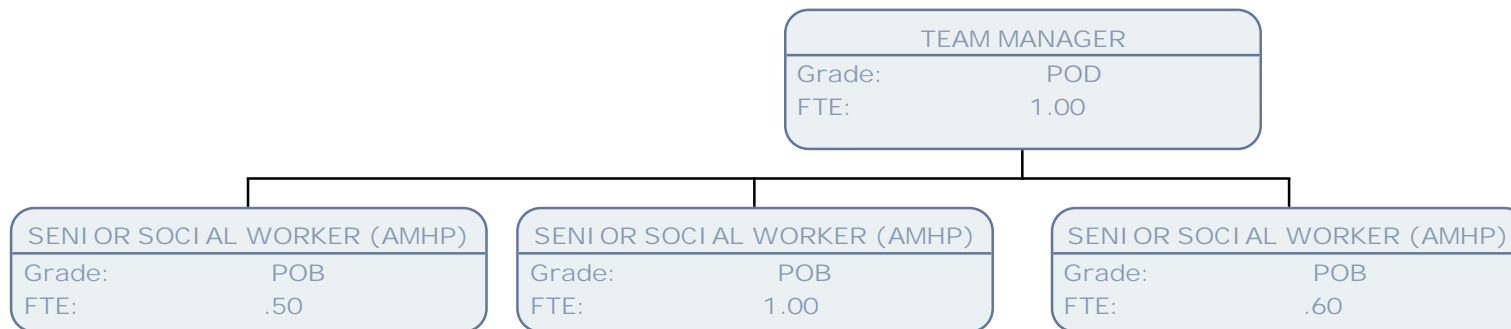 TEAM MANAGER
Grade: POD
FTE: 1.00
SENIOR SOCIAL WORKER (AMHP)
Grade: POB
FTE: .50
SENIOR SOCIAL WORKER (AMHP)
Grade: POB
FTE: 1.00
SENIOR SOCIAL WORKER (AMHP)
Grade: POB
FTE: .60